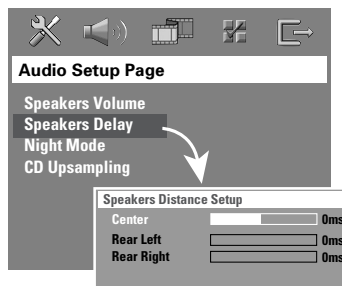 Audio Setup Page
Speakers Volume
Speakers Delay
Night Mode
CD Upsampling
Speakers Distance Setup
Center 0ms
Rear Left 0ms
Rear Right 0ms